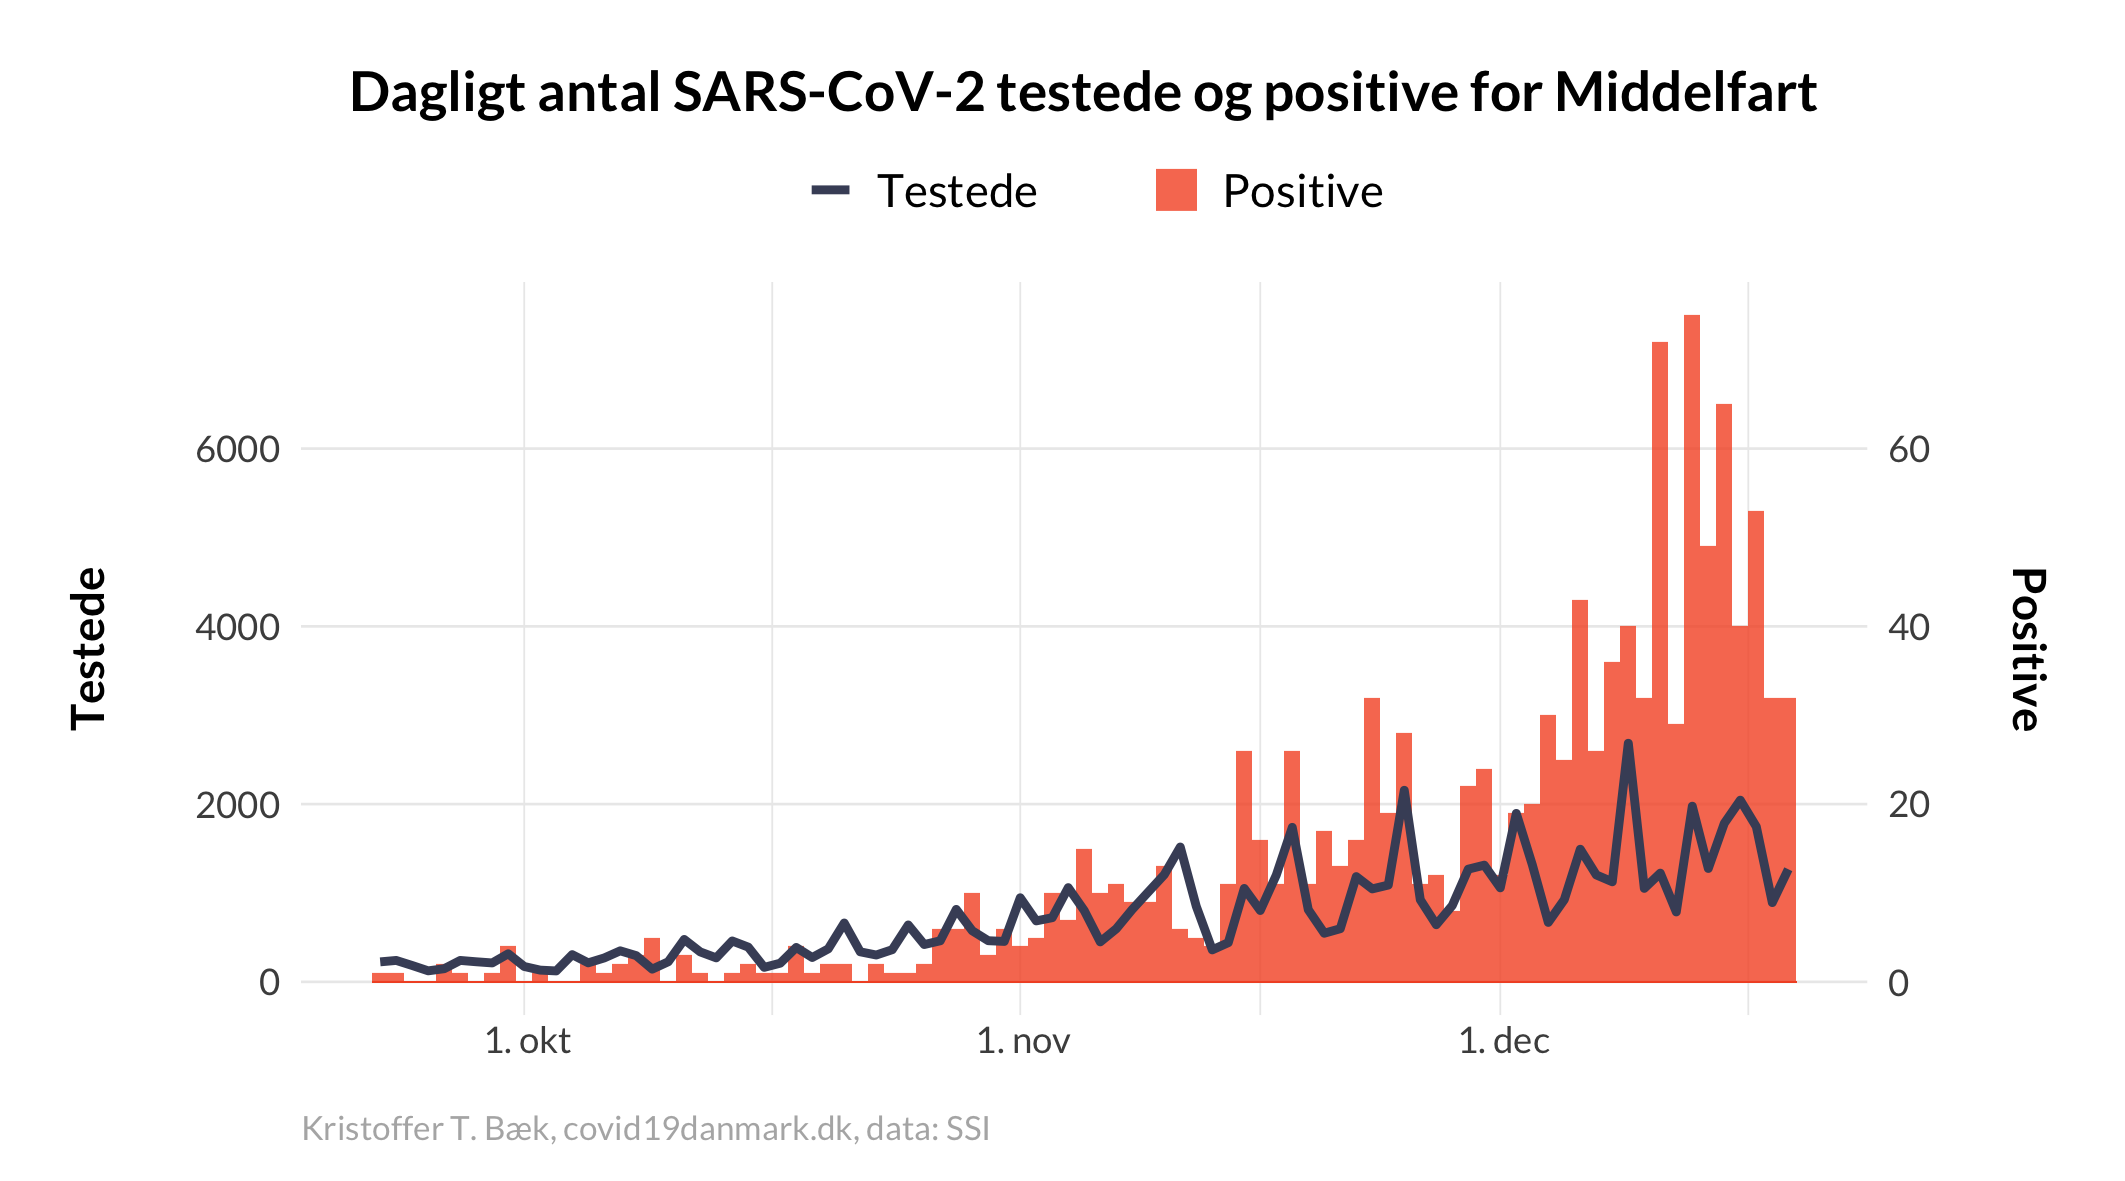 Dagligt antal SARS-CoV-2 testede og positive for Middelfart
Testede
Positive
6000
4000
2000
0
60
40
20
0
Testede
Positive
1. okt
1. nov
1. dec
Kristoffer T. Bæk, covid19danmark.dk, data: SSI